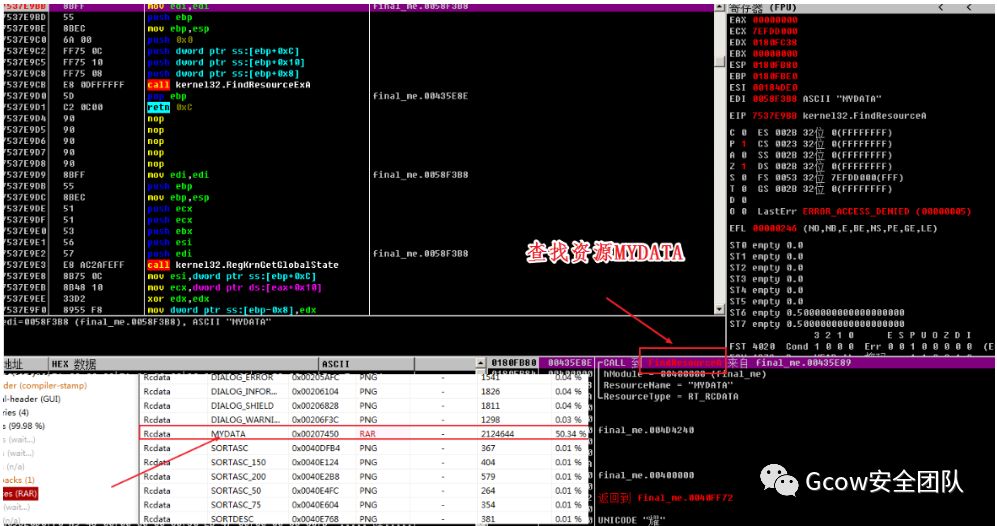 7537E9BB 8BFF mov edi,edi final_me.0058F3B8
7537E9BD 55 push ebp
7537E9BE 8BEC mov ebp,esp
7537E9C0 6A 00 push 0x0
7537E9C2 FF75 0C push dword ptr ss:[ebp+0xC]
7537E9C5 FF75 10 push dword ptr ss:[ebp+0x10]
7537E9C8 FF75 08 push dword ptr ss:[ebp+0x8]
7537E9CB E8 0DFFFFFF call kernel32.FindResourceExA
7537E9D0 5D pop ebp final_me.00435E8E
7537E9D1 C2 0C00 retn 0xC
7537E9D4 90 nop
7537E9D5 90 nop
7537E9D6 90 nop
7537E9D7 90 nop
7537E9D8 90 nop
7537E9D9 8BFF mov edi,edi final_me.0058F3B8
7537E9DB 55 push ebp
7537E9DC 8BEC mov ebp,esp
7537E9DE 51 push ecx
7537E9DF 51 push ecx
7537E9E0 53 push ebx
7537E9E1 56 push esi
7537E9E2 57 push edi final_me.0058F3B8
7537E9E3 E8 AC2AFEFF call kernel32.RegKrnGetGlobalState
7537E9E8 8B75 0C mov esi,dword ptr ss:[ebp+0xC]
7537E9EB 8B48 10 mov ecx,dword ptr ds:[eax+0x10]
7537E9EE 33D2 xor edx,edx
7537E9F0 8955 F8 mov dword ptr ss:[ebp-0x8],edx
edi=0058F3B8 (final_me.0058F3B8), ASCII "MYDATA"
查找资源MYDATA
寄存器 (FPU) < <
EAX 00000000
ECX 7EFDD000
EDX 0180FC38
EBX 00000000
ESP 0180FDB0
EBP 0180FBE0
ESI 00184DE0
EDI 0058F3B8 ASCII "MYDATA"
EIP 7537E9BB kernel32.FindResourceA
C 0 ES 002B 32位 0(FFFFFFFF)
P 1 CS 0023 32位 0(FFFFFFFF)
A 0 SS 002B 32位 0(FFFFFFFF)
Z 1 DS 002B 32位 0(FFFFFFFF)
S 0 FS 0053 32位 7EFDD000(FFF)
T 0 GS 002B 32位 0(FFFFFFFF)
D 0
O 0 LastErr ERROR_ACCESS_DENIED (00000005)
EFL 00000246 (NO,NB,E,BE,NS,PE,GE,LE)
ST0 empty 0.0
ST1 empty 0.0
ST2 empty 0.0
ST3 empty 0.0
ST4 empty 0.0
ST5 empty 0.0
ST6 empty 0.5000000000000000000
ST7 empty 0.5000000000000000000
3 2 1 0 E S P U O Z D I
FST 4020 Cond 1 0 0 0 Err 0 0 1 0 0 0 0 0 (E
地址 HEX 数据 ASCII
der (compiler-stamp)
al-header (GUI)
ries (4)
s (99.98 %)
s (wait...)
(wait...)
s (n/a)
packs (1)
ces (RAR)
(wait...)
(n/a)
Rcdata DIALOG_ERROR 0x00205AFC PNG - 1541 0.04 %
Rcdata DIALOG_INFOR... 0x00206104 PNG - 1826 0.04 %
Rcdata DIALOG_SHIELD 0x00206828 PNG - 1811 0.04 %
Rcdata DIALOG_WARNI... 0x00206F3C PNG - 1298 0.03 %
Rcdata MYDATA 0x00207450 RAR - 2124644 50.34 %
Rcdata SORTASC 0x0040DFB4 PNG - 367 0.01 %
Rcdata SORTASC_150 0x0040E124 PNG - 404 0.01 %
Rcdata SORTASC_200 0x0040E2B8 PNG - 579 0.01 %
Rcdata SORTASC_50 0x0040E4FC PNG - 264 0.01 %
Rcdata SORTASC_75 0x0040E604 PNG - 354 0.01 %
Rcdata SORTDESC 0x0040E768 PNG - 381 0.01 %
0180FDB0 00435E8E CALL 到 FindResourceA 来自 final_me.00435E89
hModule = 00400000 (final_me)
ResourceName = "MYDATA"
ResourceType = RT_RCDATA
final_me.004D4240
final_me.00400000
返回到 final_me.0040FF72
UNICODE "耀"
Gcow安全团队